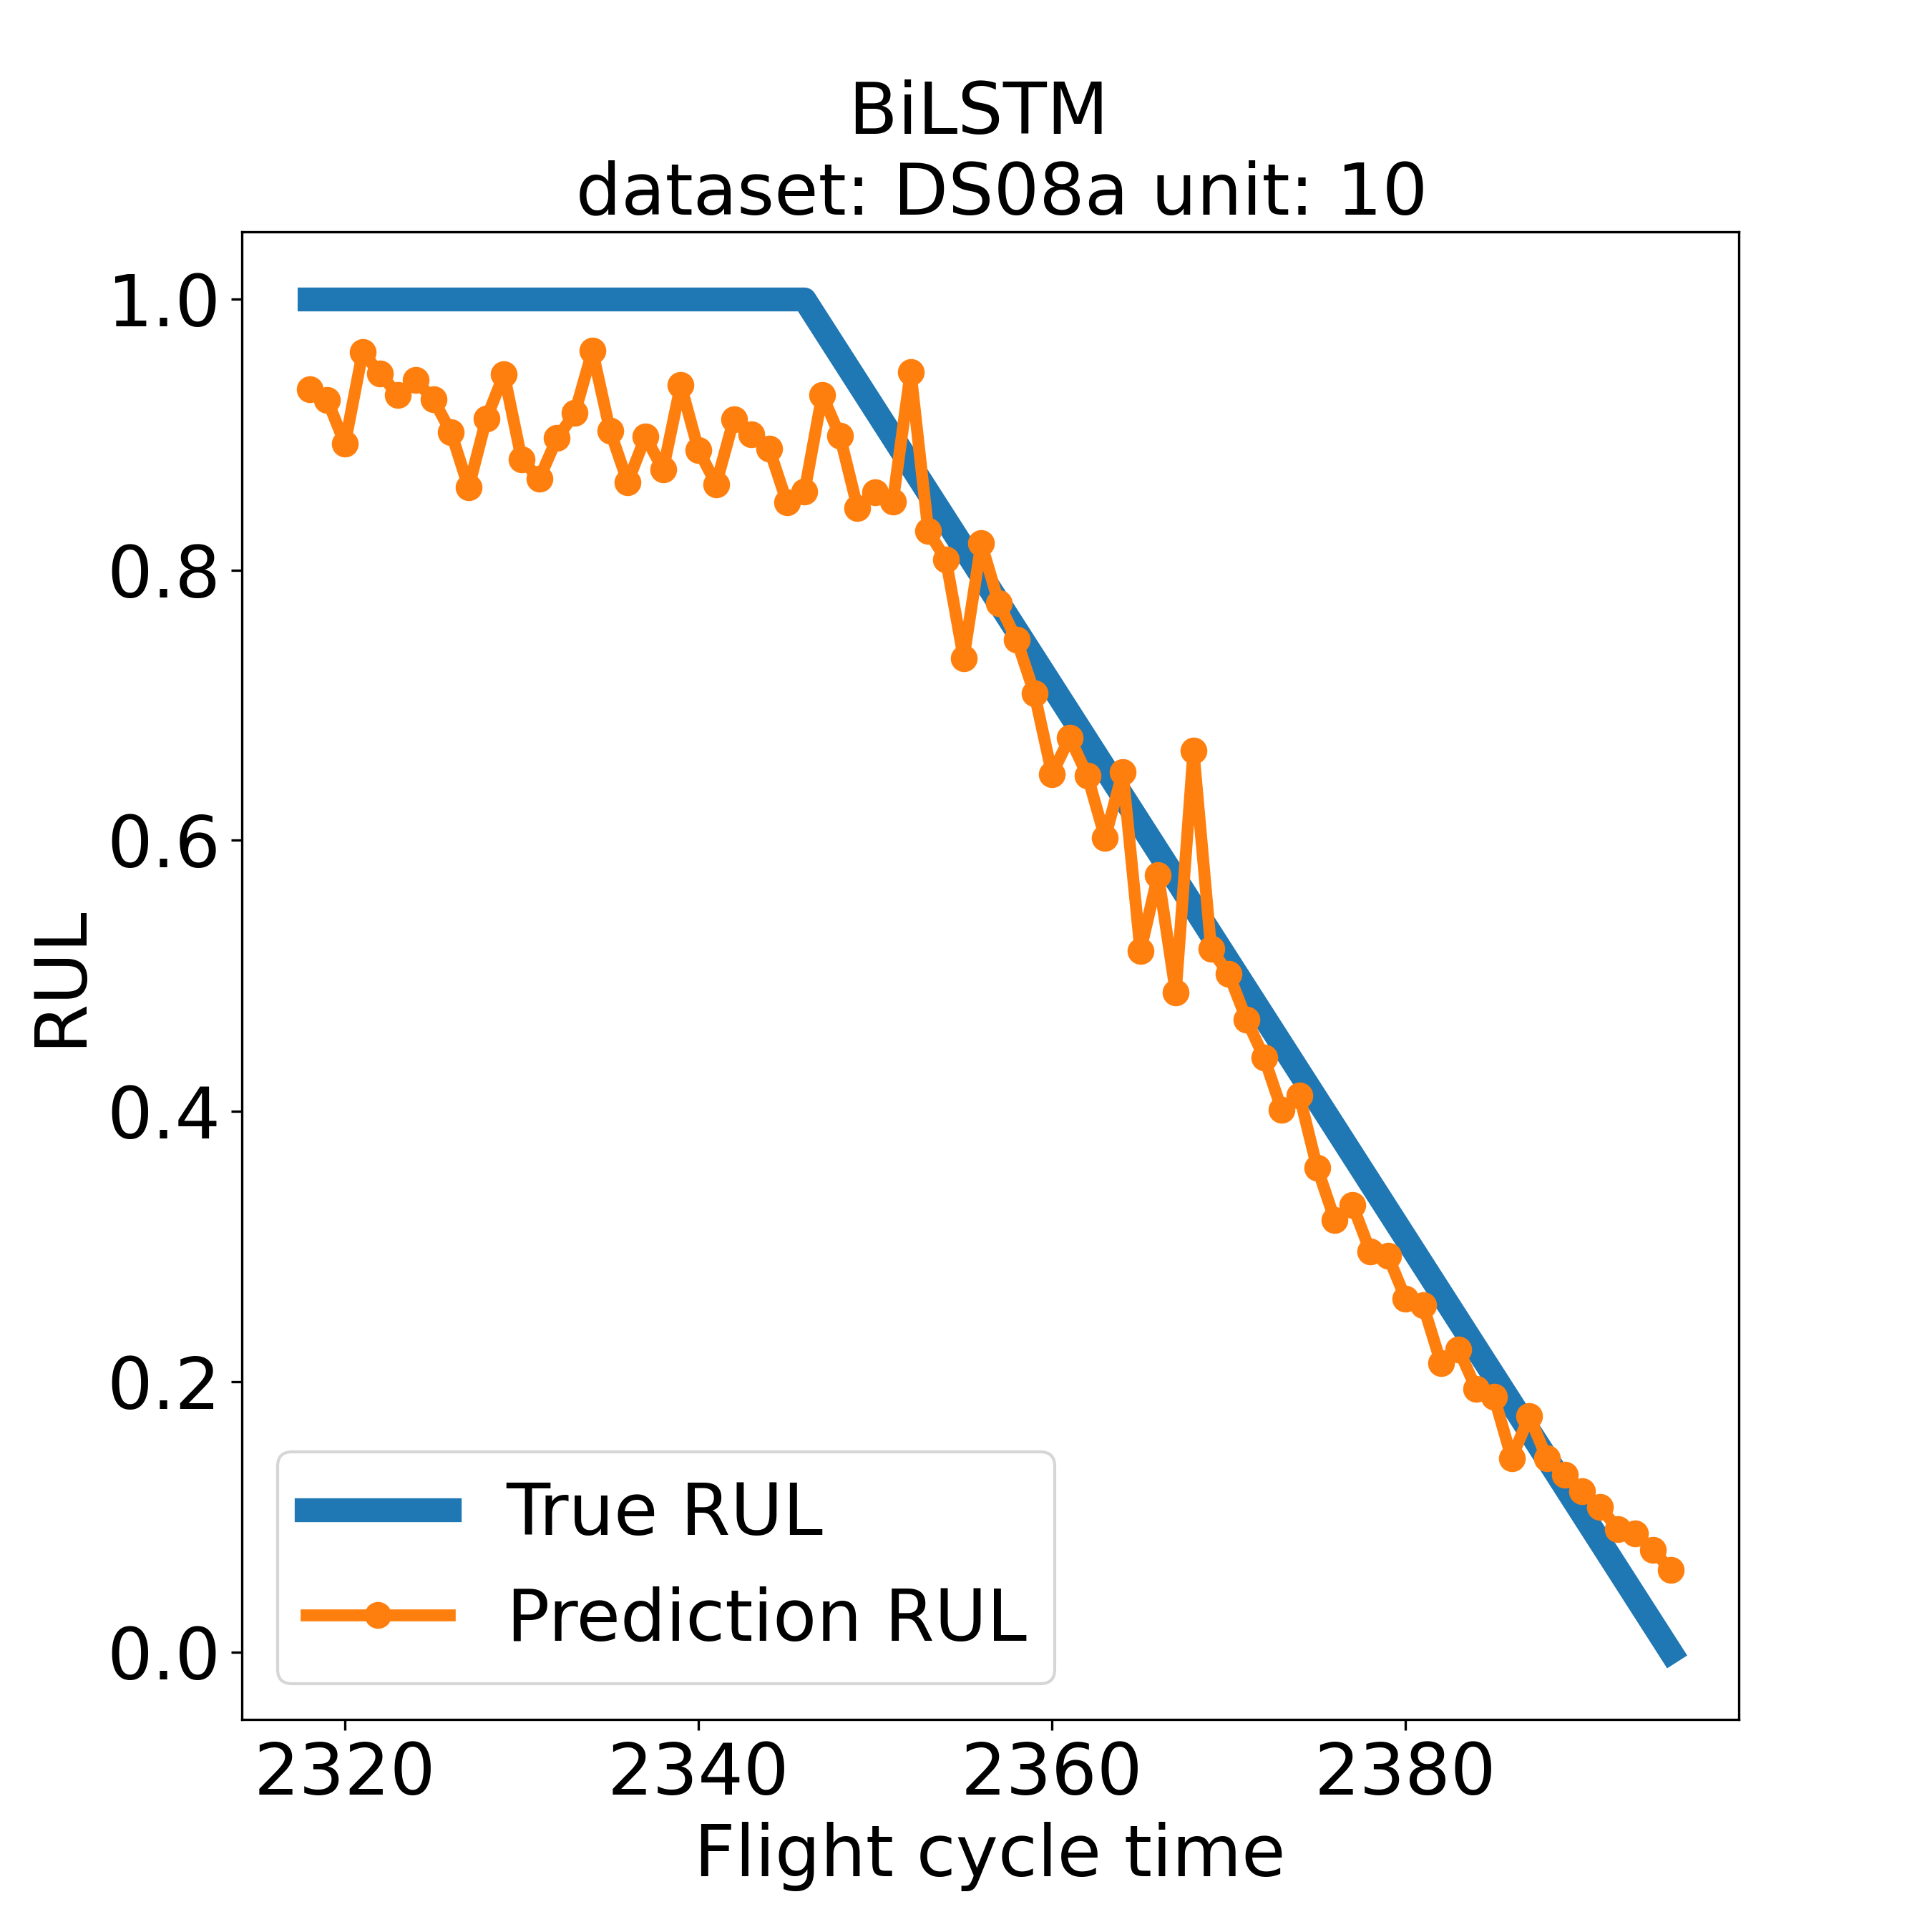 BiLSTM
dataset: DS08a unit: 10
1.0
0.8
0.6
0.4
0.2
0.0
RUL
True RUL
Prediction RUL
2320 2340 2360 2380
Flight cycle time